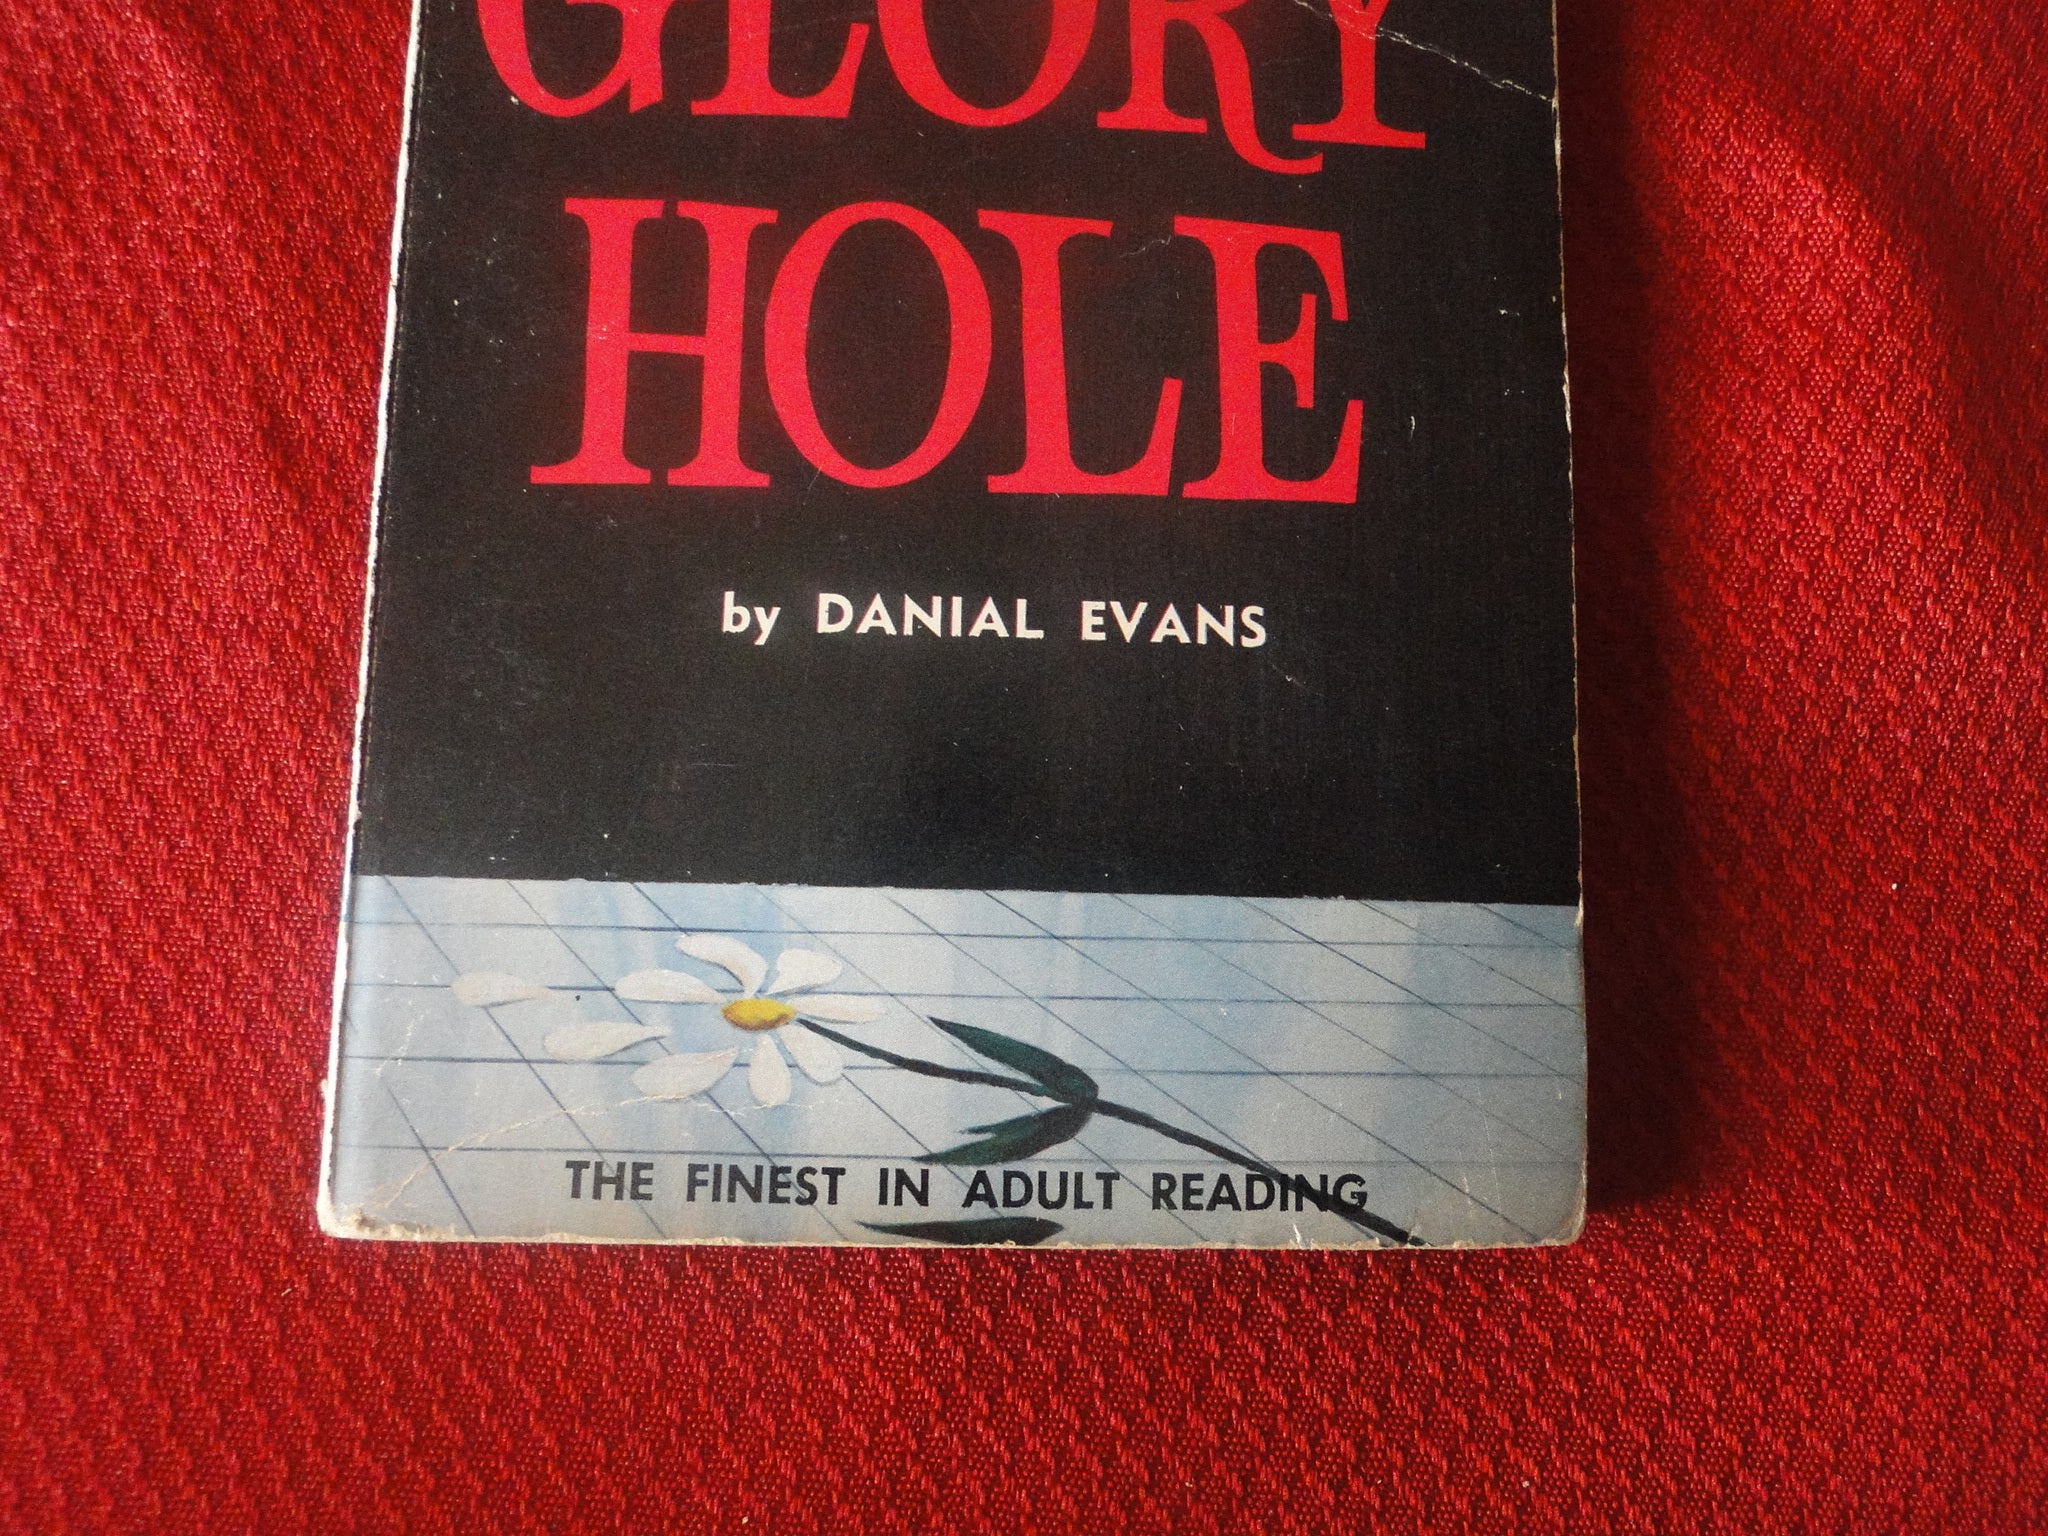 GLORY
HOLE
by DANIAL EVANS
THE FINEST IN ADULT READING